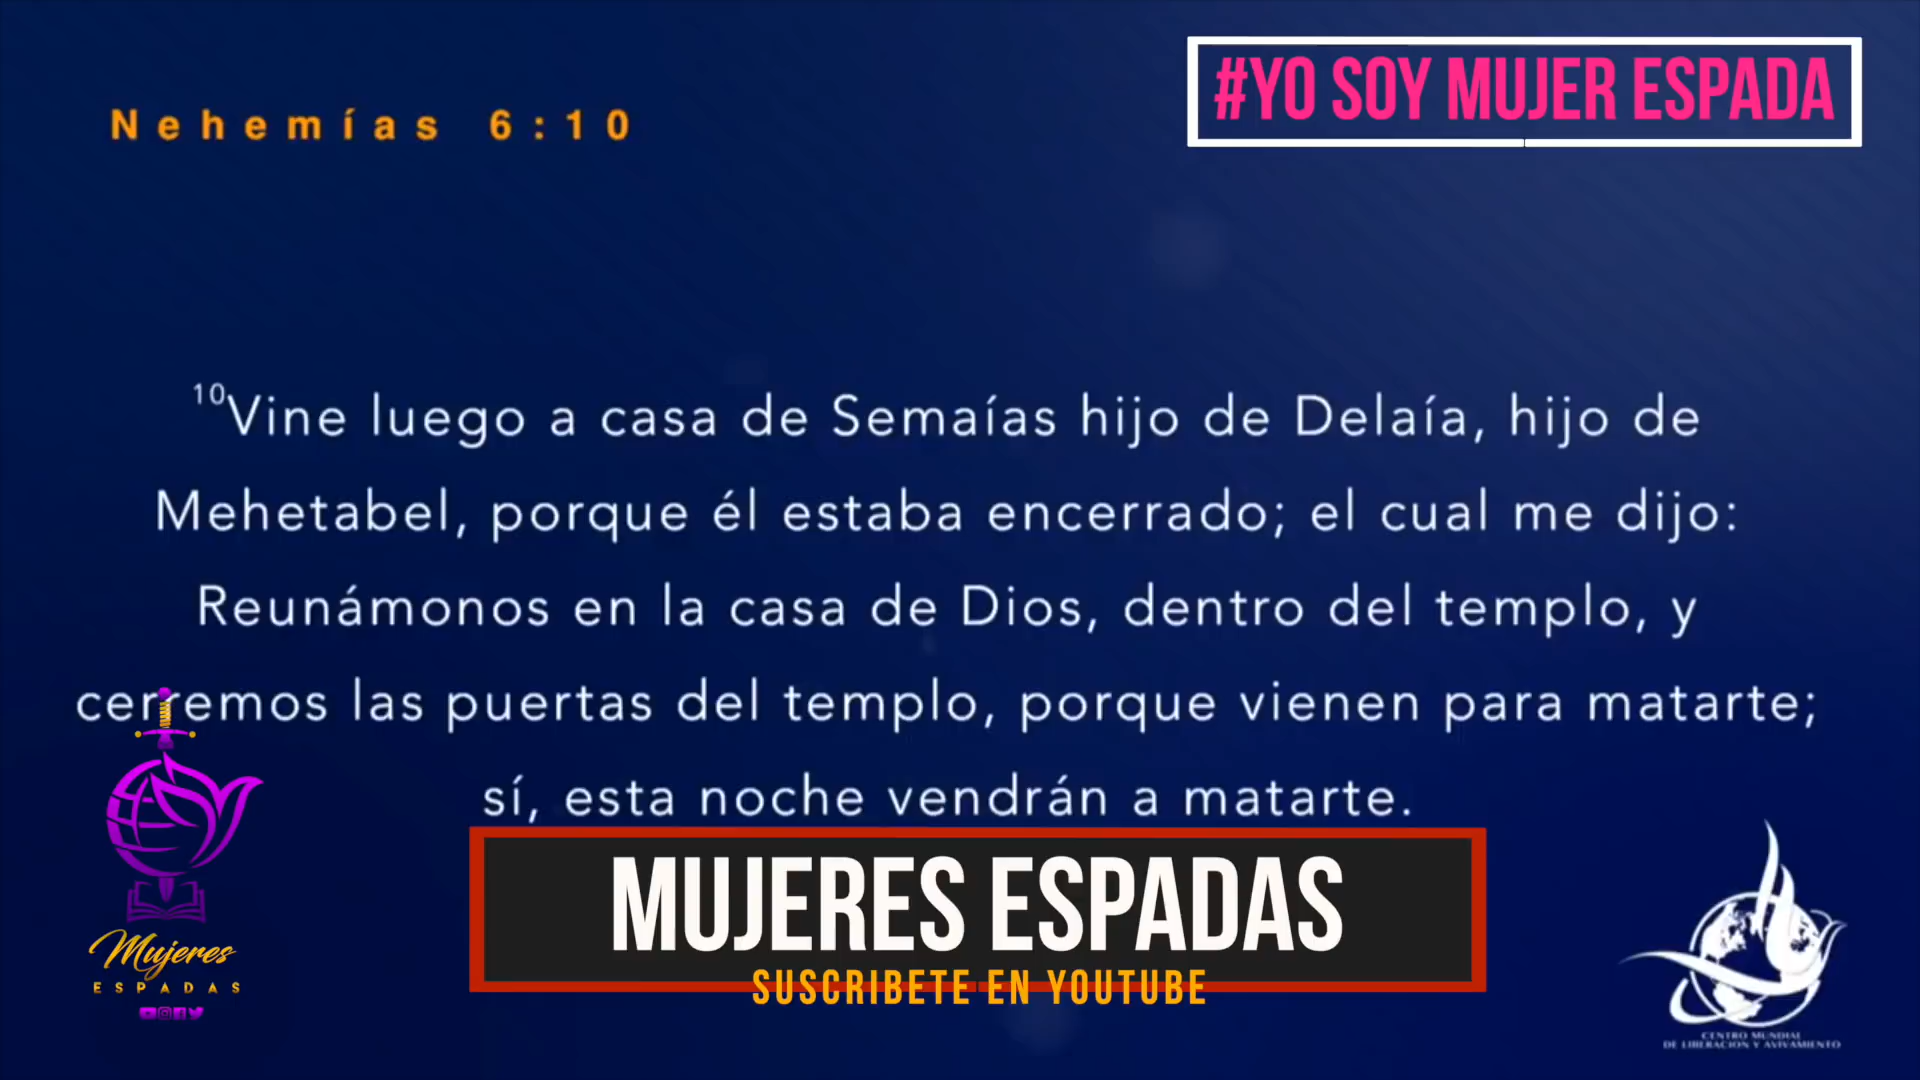 #YO SOY MUJER ESPADA
Nehemías 6:10
10Vine luego a casa de Semaías hijo de Delaía, hijo de
Mehetabel, porque él estaba encerrado; el cual me dijo:
Reunámonos en la casa de Dios, dentro del templo, y
cerremos las puertas del templo, porque vienen para matarte;
sí, esta noche vendrán a matarte.
MUJERES ESPADAS
SUSCRIBETE EN YOUTUBE
Mujeres
ESPADAS
CENTRO MUNDIAL
DE LIBERACION Y AVIVAMIENTO